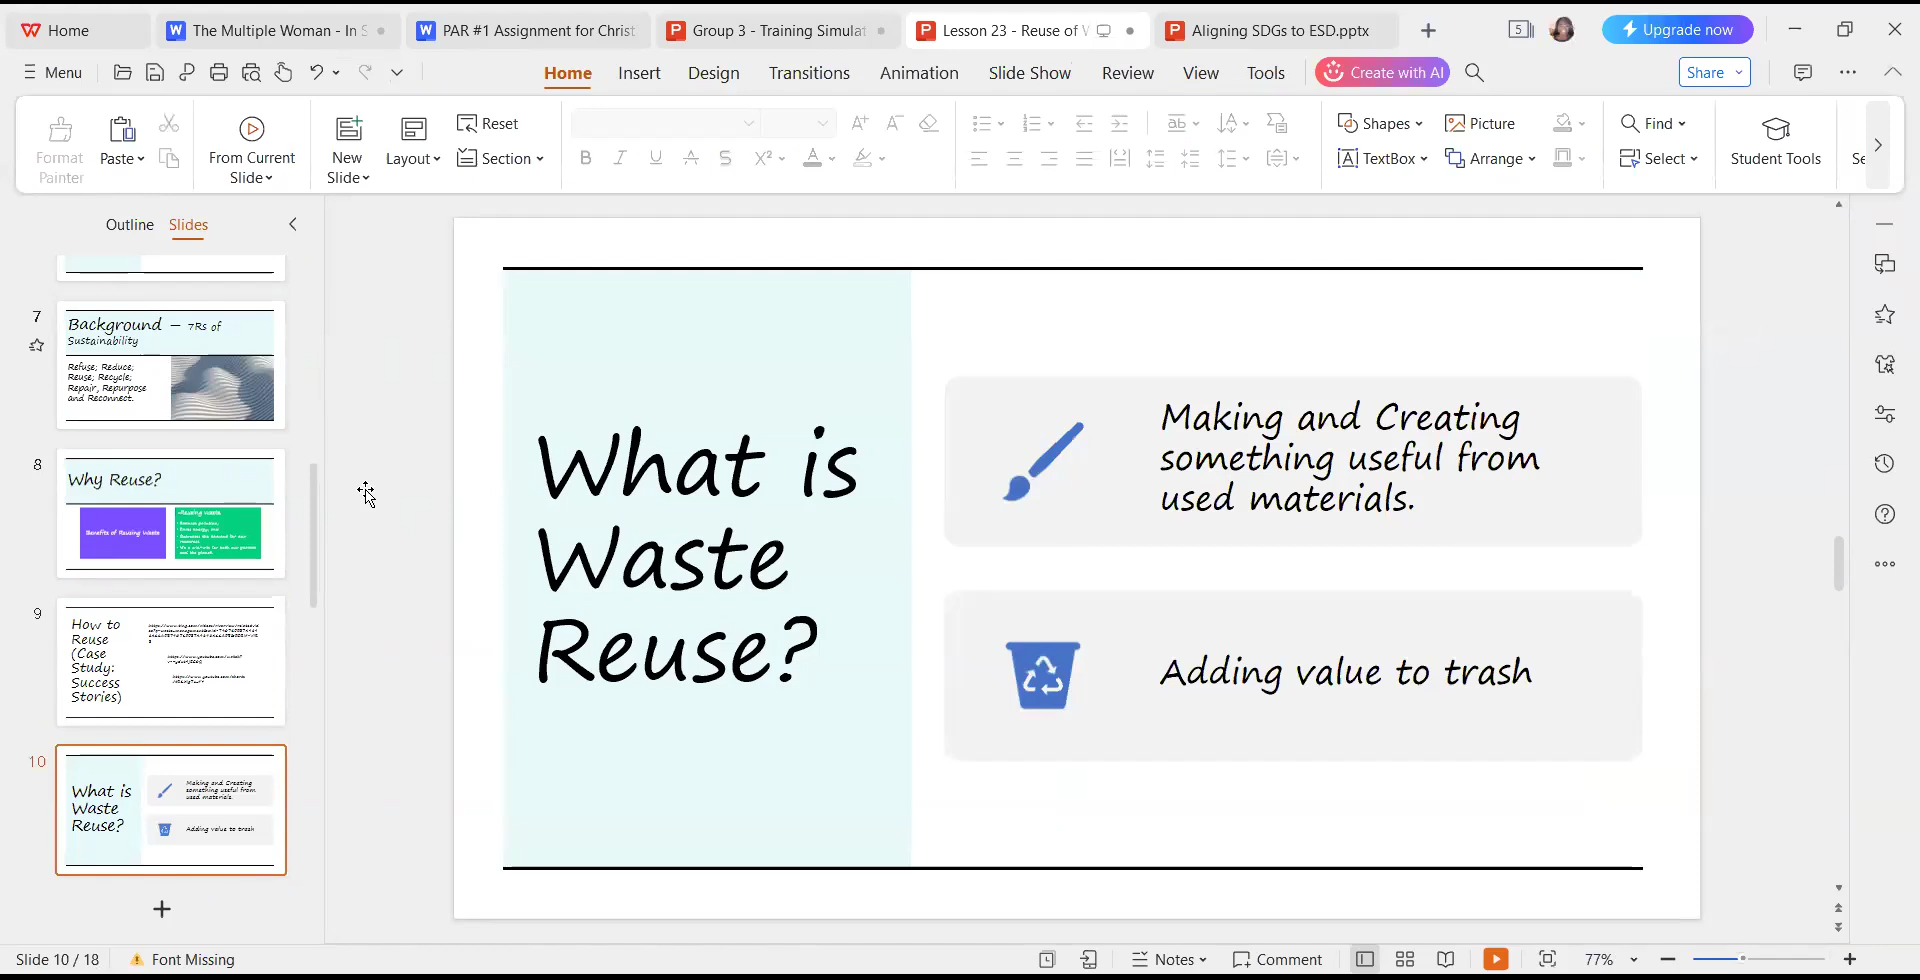 Home
The Multiple Woman - In S
PAR #1 Assignment for Christ
Group 3 - Training Simulat
Lesson 23 - Reuse of W
Aligning SDGs to ESD.pptx
5
Upgrade now
Menu
Home
Insert
Design
Transitions
Animation
Slide Show
Review
View
Tools
Create with AI
Share
Format
Painter
Paste
From Current
Slide
New
Slide
Layout
Reset
Section
Shapes
Picture
TextBox
Arrange
Find
Select
Student Tools
Se
Outline
Slides
7
Background – 7Rs of
Sustainability
Refuse; Reduce;
Reuse; Recycle;
Repair, Repurpose
and Reconnect.
8
Why Reuse?
Benefits of Reusing Waste
9
How to
Reuse
(Case
Study:
Success
Stories)
10
What is
Waste
Reuse?
Making and Creating
something useful from
used materials.
Adding value to trash
What is
Waste
Reuse?
Making and Creating
something useful from
used materials.
Adding value to trash
Slide 10 / 18
Font Missing
Notes
Comment
77%